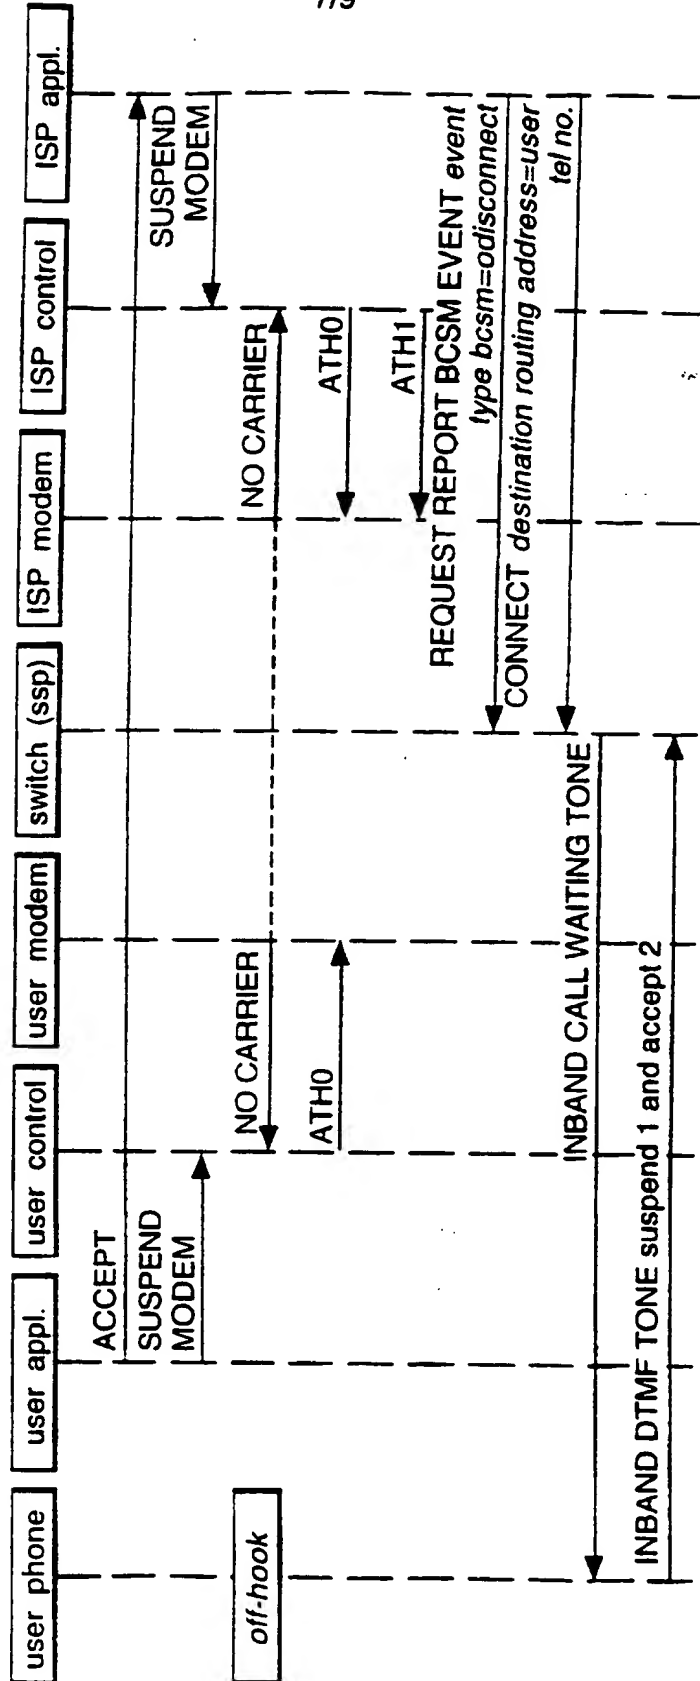 7/9
user phone
user appl.
user control
user modem
switch (ssp)
ISP modem
ISP control
ISP appl.
ACCEPT
SUSPEND
MODEM
SUSPEND
MODEM
off-hook
NO CARRIER
NO CARRIER
ATH0
ATH0
ATH1
REQUEST REPORT BCSM EVENT event
type bcsm=odisconnect
CONNECT destination routing address=user
tel no.
INBAND CALL WAITING TONE
INBAND DTMF TONE suspend 1 and accept 2